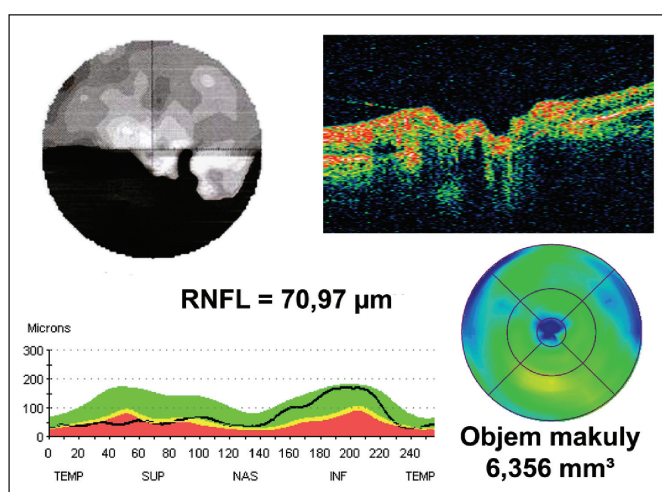 RNFL = 70,97 µm
Microns
300
200
100
0
0 20 40 60 80 100 120 140 160 180 200 220 240
TEMP SUP NAS INF TEMP
Objem makuly
6,356 mm³